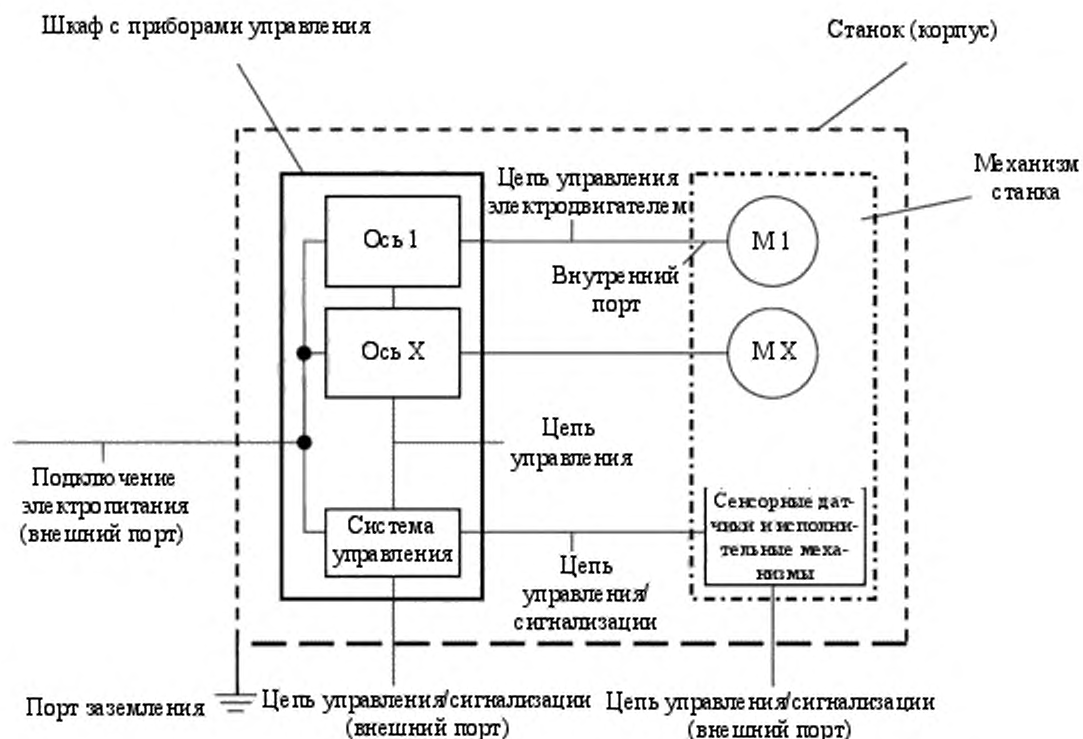 Шкаф с приборами управления
Станок (корпус)
Механизм
станка
Цепь управления
электродвигателем
Ось 1
М 1
Внутренний
порт
Ось X
М X
Цепь
управления
Подключение
электропитания
(внешний порт)
Система
управления
Сенсорные дат-
чики и исполни-
тельные меха-
низмы
Цепь
управления/
сигнализации
Порт заземления
Цепь управления/сигнализации
(внешний порт)
Цепь управления/сигнализации
(внешний порт)